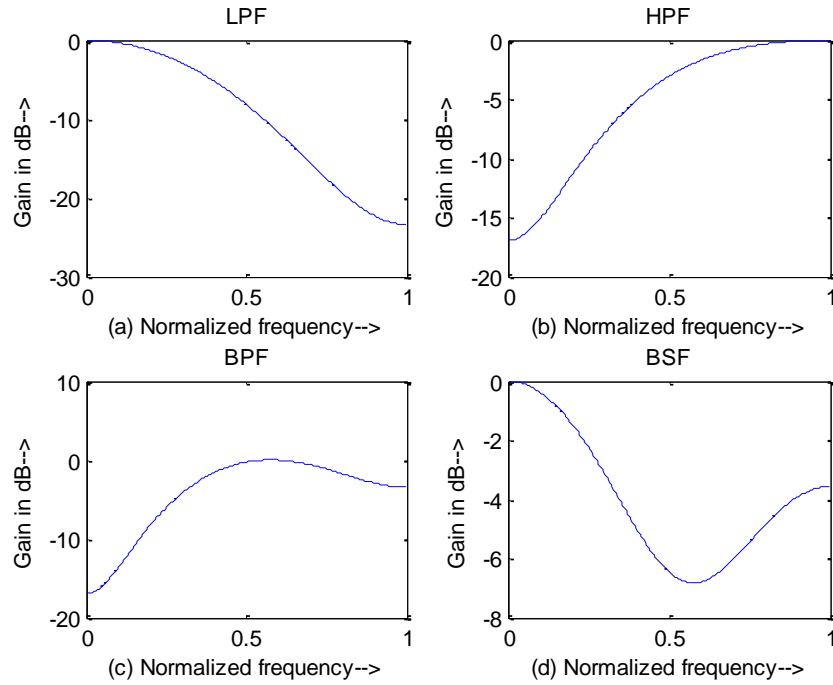 LPF
0
-10
-20
-30
Gain in dB-->
0 0.5 1
(a) Normalized frequency-->
HPF
0
-5
-10
-15
-20
Gain in dB-->
0 0.5 1
(b) Normalized frequency-->
BPF
10
0
-10
-20
Gain in dB-->
0 0.5 1
(c) Normalized frequency-->
BSF
0
-2
-4
-6
-8
Gain in dB-->
0 0.5 1
(d) Normalized frequency-->